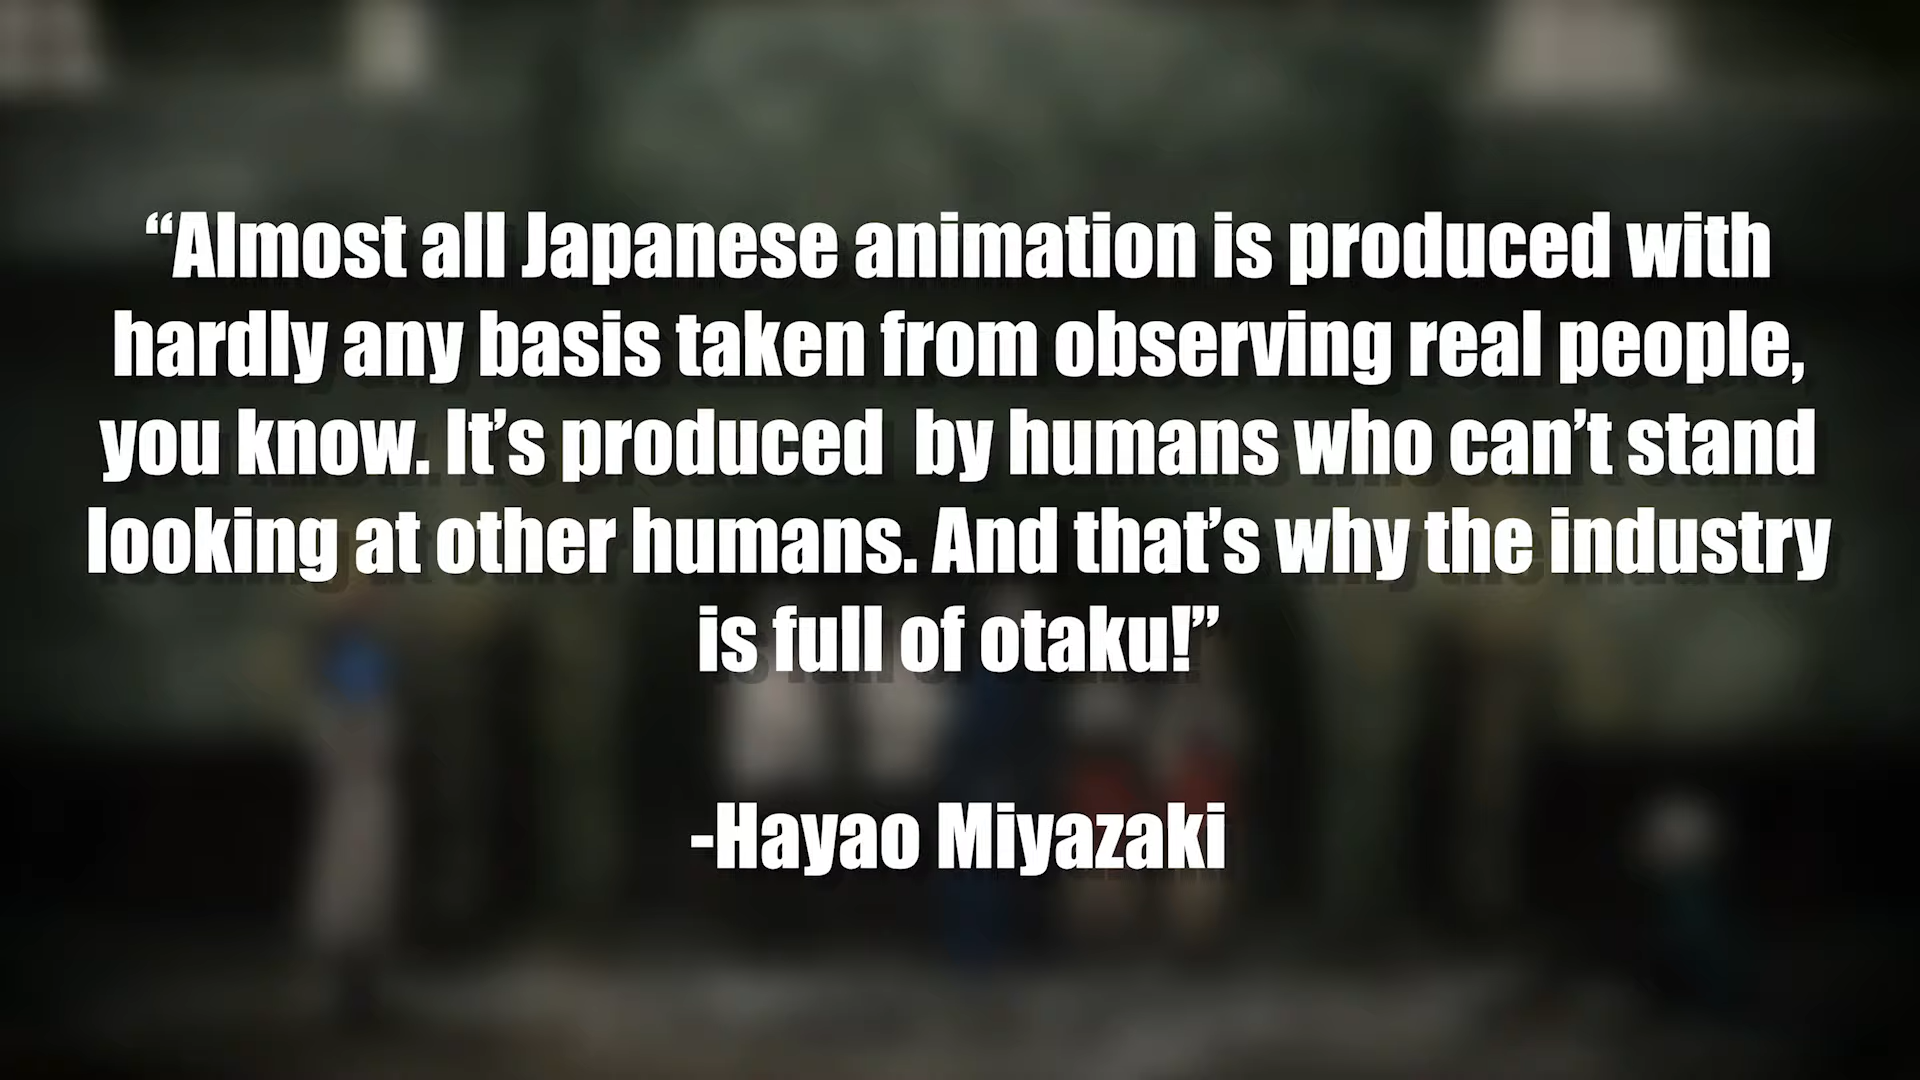 “Almost all Japanese animation is produced with
hardly any basis taken from observing real people,
you know. It’s produced  by humans who can’t stand
looking at other humans. And that’s why the industry
is full of otaku!”
-Hayao Miyazaki